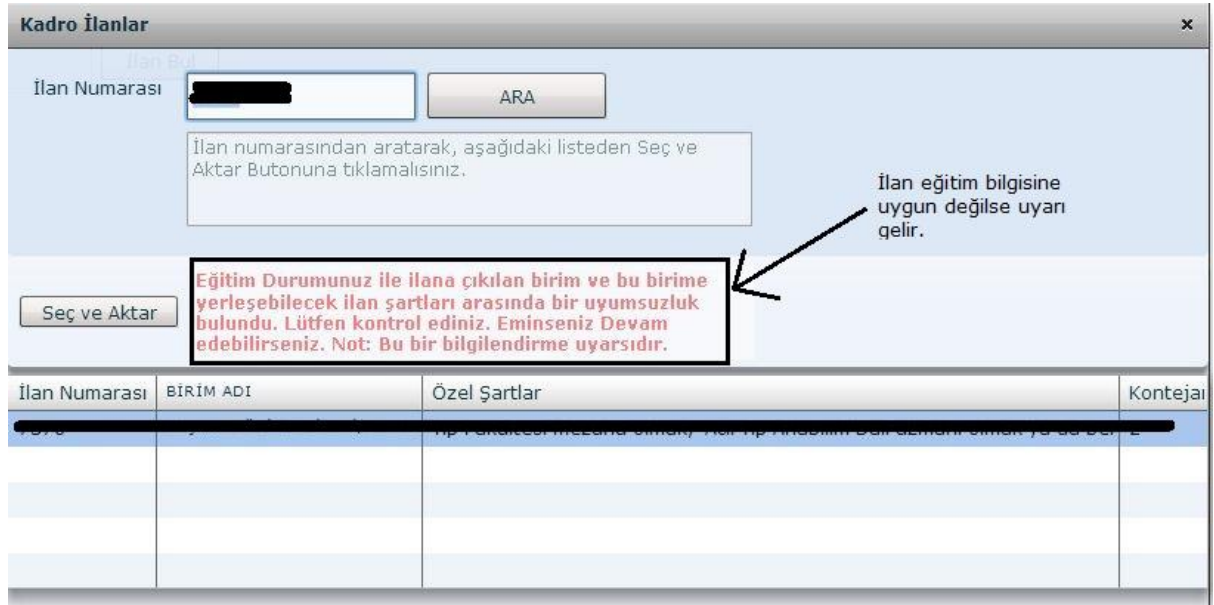 Kadro İlanlar
x
İlan Bul
İlan Numarası
ARA
İlan numarasından aratarak, aşağıdaki listeden Seç ve
Aktar Butonuna tıklamalısınız.
İlan eğitim bilgisine
uygun değilse uyarı
gelir.
Eğitim Durumunuz ile ilana çıkılan birim ve bu birime
yerleşebilecek ilan şartları arasında bir uyumsuzluk
bulundu. Lütfen kontrol ediniz. Eminseniz Devam
edebilirseniz. Not: Bu bir bilgilendirme uyarsıdır.
Seç ve Aktar
İlan Numarası BİRİM ADI Özel Şartlar Kontejan